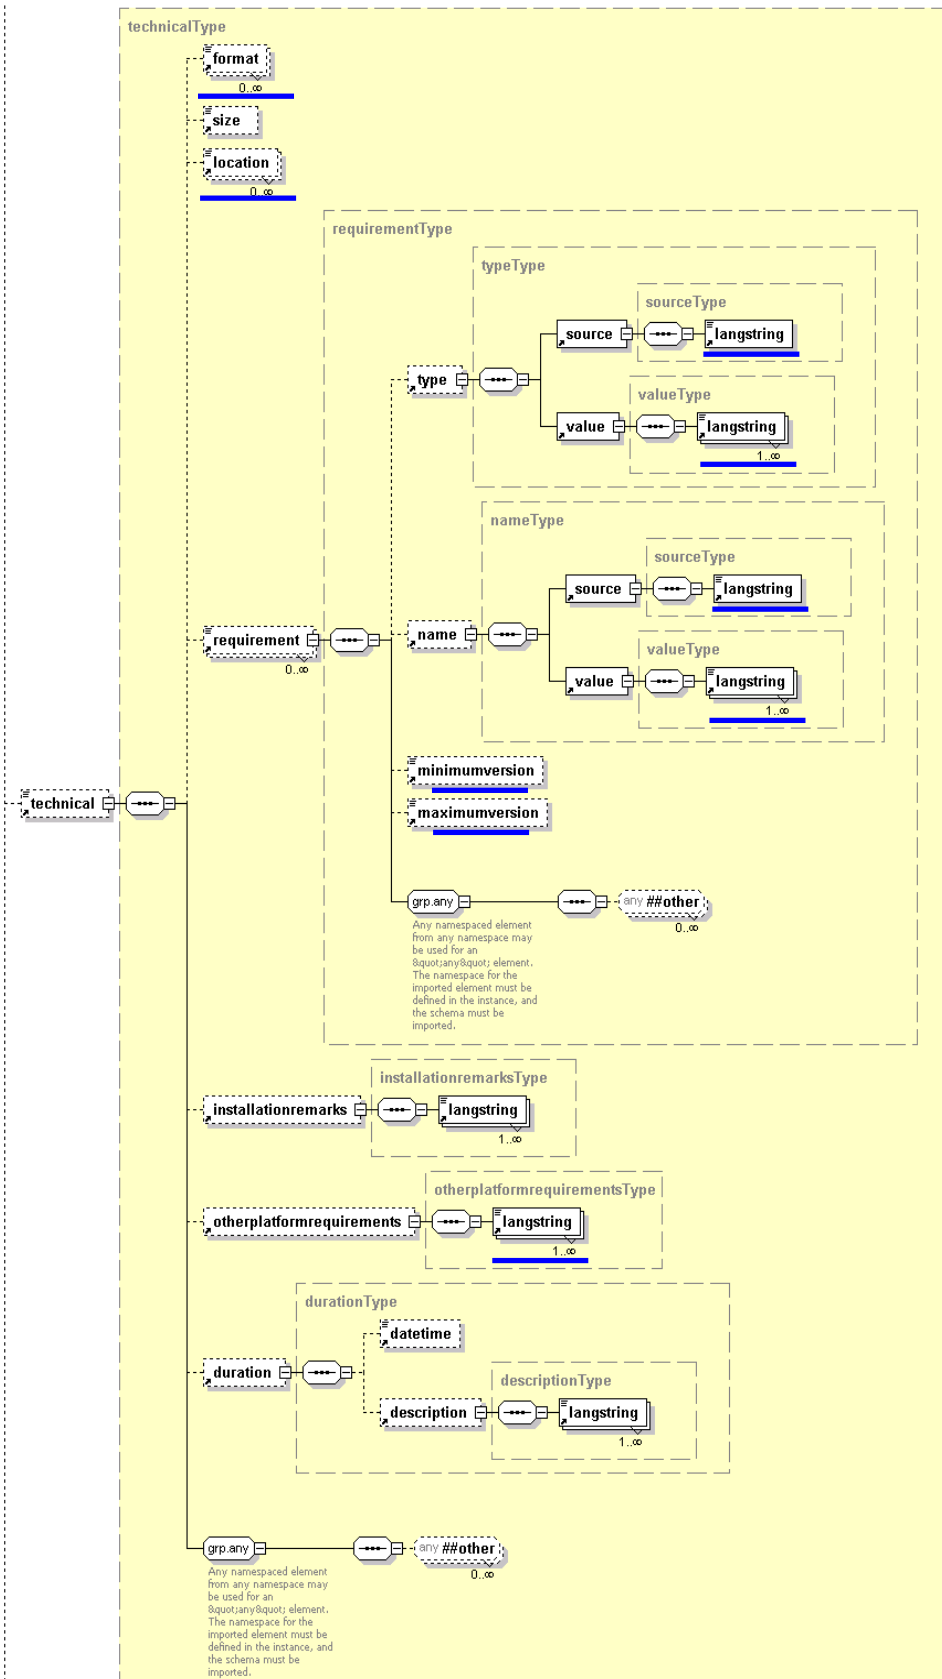 technicalType
format
0..∞
size
location
0..∞
requirementType
typeType
sourceType
source
langstring
type
valueType
value
langstring
1..∞
nameType
sourceType
source
langstring
requirement
0..∞
name
valueType
value
langstring
1..∞
minimumversion
technical
maximumversion
grp.any
any ##other
0..∞
Any namespaced element
from any namespace may
be used for an
&quot;any&quot; element.
The namespace for the
imported element must be
defined in the instance, and
the schema must be
imported.
installationremarksType
installationremarks
langstring
1..∞
otherplatformrequirementsType
otherplatformrequirements
langstring
1..∞
durationType
datetime
duration
descriptionType
description
langstring
1..∞
grp.any
any ##other
0..∞
Any namespaced element
from any namespace may
be used for an
&quot;any&quot; element.
The namespace for the
imported element must be
defined in the instance, and
the schema must be
imported.